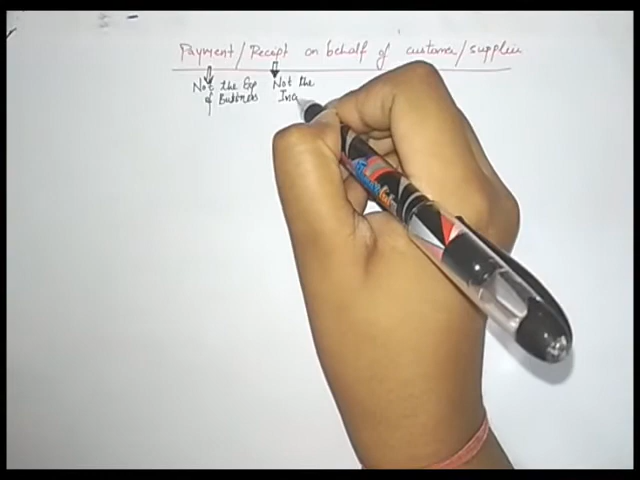 Payment/Receipt on behalf of customer/supplier
Not the Exp
of Business
Not the
Inc